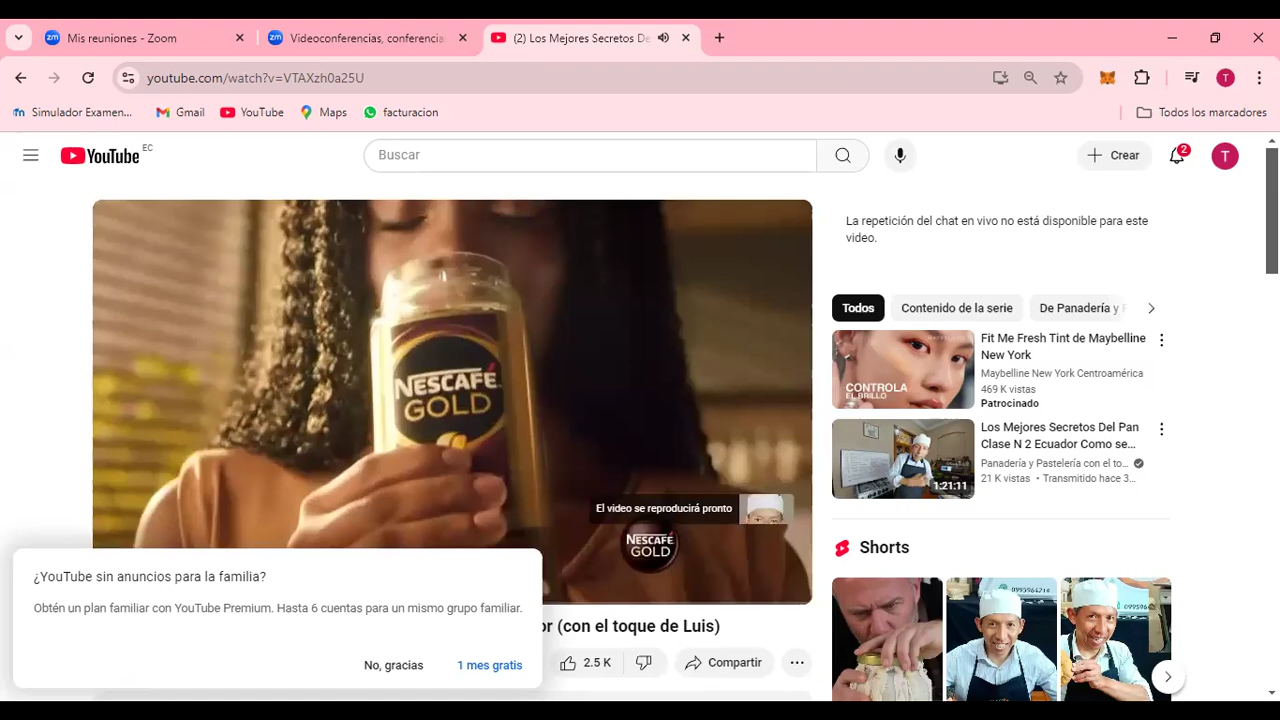 Mis reuniones - Zoom
Videoconferencias, conferencia
(2) Los Mejores Secretos De
youtube.com/watch?v=VTAXzh0a25U
Simulador Examen...
Gmail
YouTube
Maps
facturacion
Todos los marcadores
YouTube EC
Buscar
Crear
2
T
La repetición del chat en vivo no está disponible para este
video.
Todos
Contenido de la serie
De Panadería y
NESCAFÉ
GOLD
Fit Me Fresh Tint de Maybelline
New York
Maybelline New York Centroamérica
469 K vistas
Patrocinado
CONTROLA
EL BRILLO
Los Mejores Secretos Del Pan
Clase N 2 Ecuador Como se...
Panadería y Pastelería con el to...
21 K vistas • Transmitido hace 3...
1:21:11
El video se reproducirá pronto
NESCAFÉ
GOLD
Shorts
¿YouTube sin anuncios para la familia?
Obtén un plan familiar con YouTube Premium. Hasta 6 cuentas para un mismo grupo familiar.
No, gracias
1 mes gratis
or (con el toque de Luis)
2.5 K
Compartir